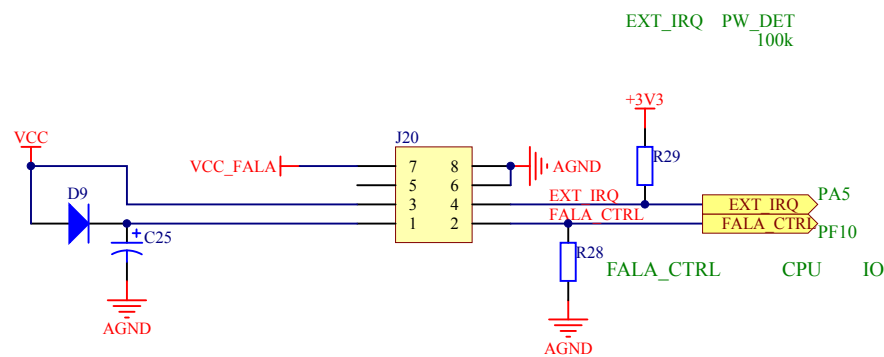 EXT_IRQ PW_DET
100k
+3V3
VCC
J20
R29
VCC_FALA
7 8
AGND
5 6
D9
EXT_IRQ
PA5
3 4
EXT_IRQ
FALA_CTRL
1 2
FALA_CTRL
PF10
+
C25
R28
FALA_CTRL CPU IO
AGND
AGND